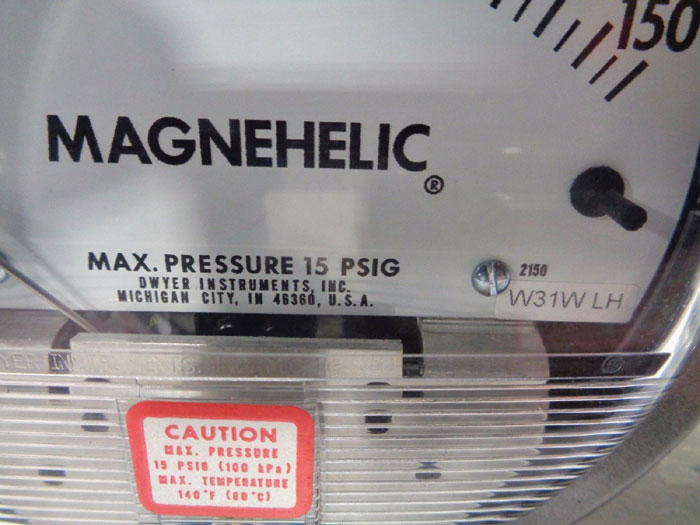 150
MAGNEHELIC®
MAX. PRESSURE 15 PSIG
DWYER INSTRUMENTS, INC.
MICHIGAN CITY, IN 46360, U.S.A.
2150
W31W LH
CAUTION
MAX. PRESSURE
15 PSIG (100 kPa)
MAX. TEMPERATURE
140°F (60°C)